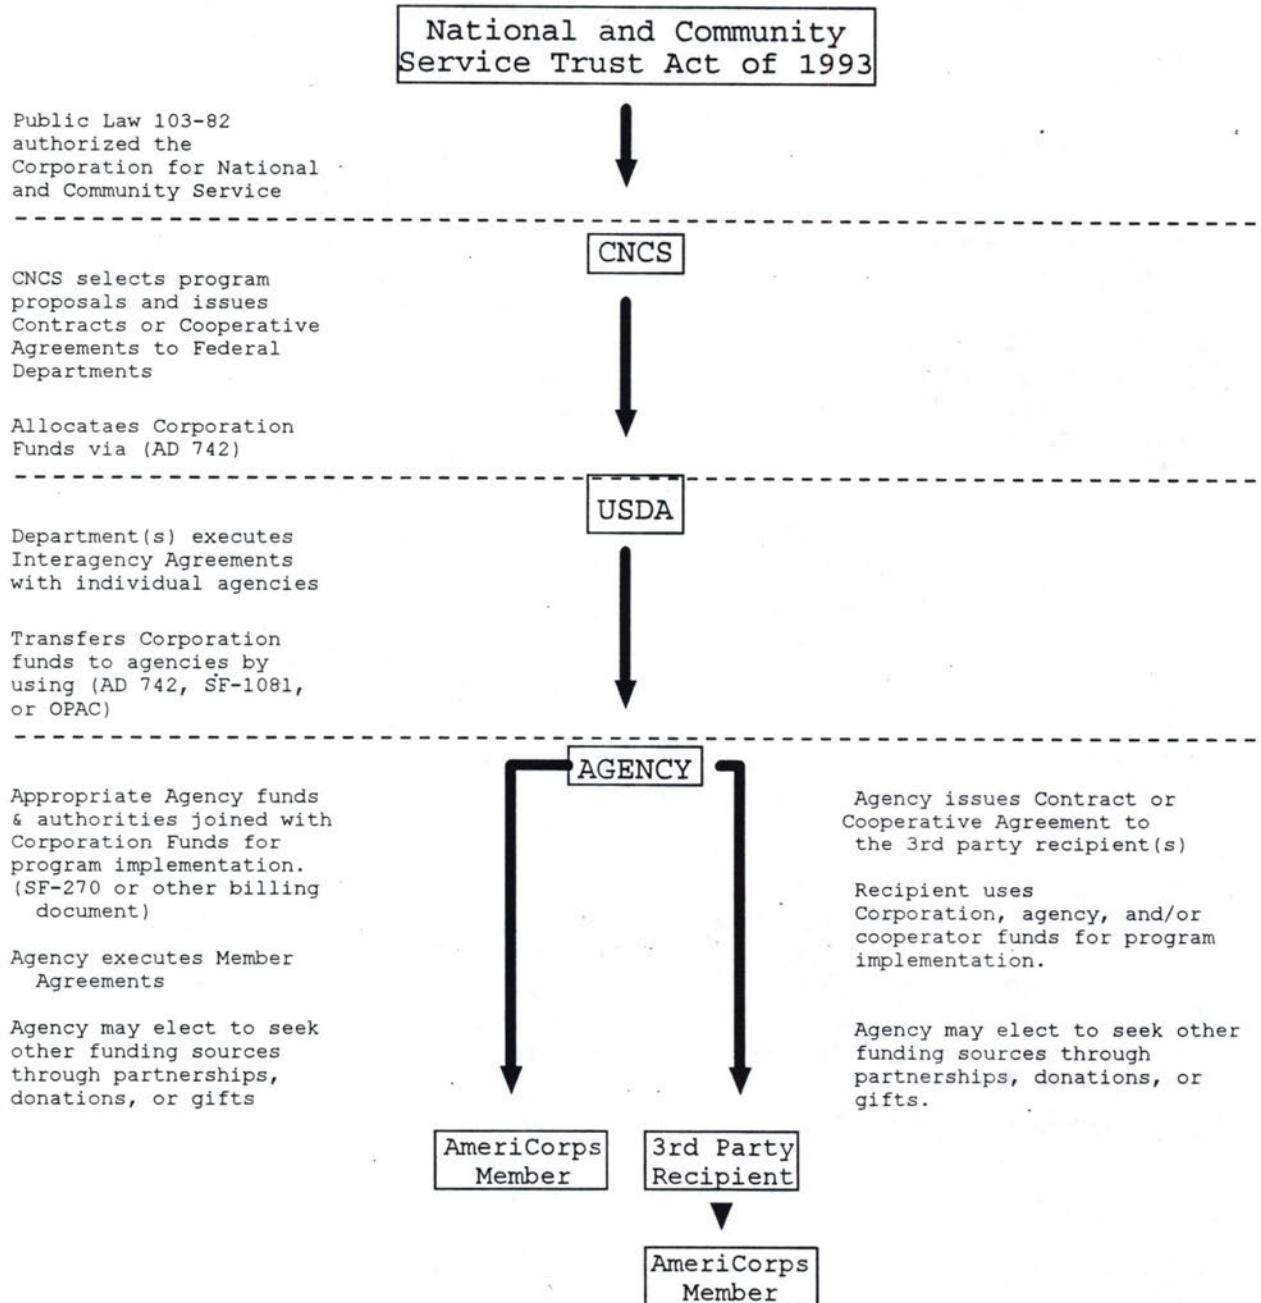 National and Community
Service Trust Act of 1993
Public Law 103-82
authorized the
Corporation for National
and Community Service
CNCS
CNCS selects program
proposals and issues
Contracts or Cooperative
Agreements to Federal
Departments
Allocataes Corporation
Funds via (AD 742)
USDA
Department(s) executes
Interagency Agreements
with individual agencies
Transfers Corporation
funds to agencies by
using (AD 742, SF-1081,
or OPAC)
AGENCY
Appropriate Agency funds
& authorities joined with
Corporation Funds for
program implementation.
(SF-270 or other billing
document)
Agency executes Member
Agreements
Agency may elect to seek
other funding sources
through partnerships,
donations, or gifts
Agency issues Contract or
Cooperative Agreement to
the 3rd party recipient(s)
Recipient uses
Corporation, agency, and/or
cooperator funds for program
implementation.
Agency may elect to seek other
funding sources through
partnerships, donations, or
gifts.
AmeriCorps
Member
3rd Party
Recipient
AmeriCorps
Member